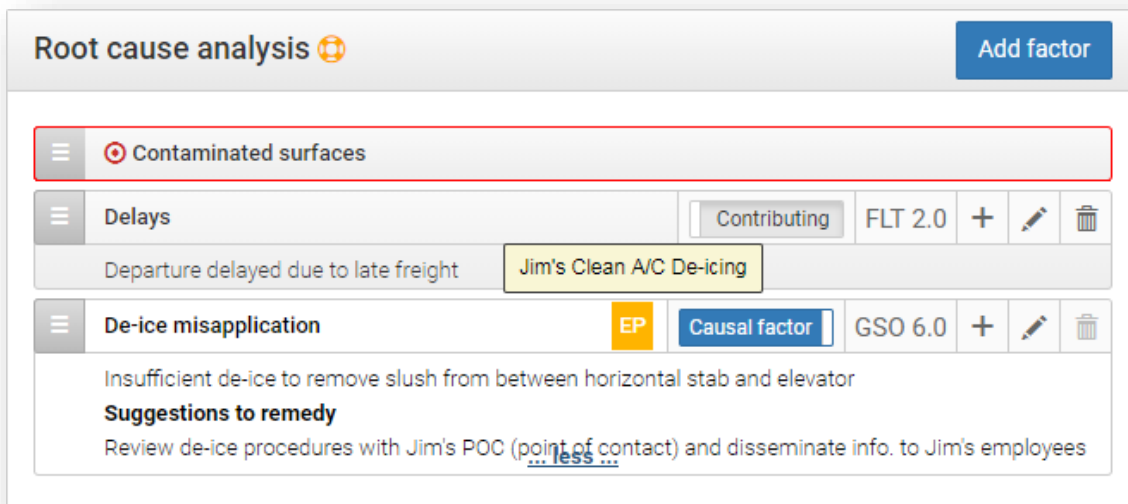 Root cause analysis
Add factor
Contaminated surfaces
Delays
Contributing
FLT 2.0
Departure delayed due to late freight
Jim's Clean A/C De-icing
De-ice misapplication
EP
Causal factor
GSO 6.0
Insufficient de-ice to remove slush from between horizontal stab and elevator
Suggestions to remedy
Review de-ice procedures with Jim's POC (point of contact) and disseminate info. to Jim's employees
... less ...